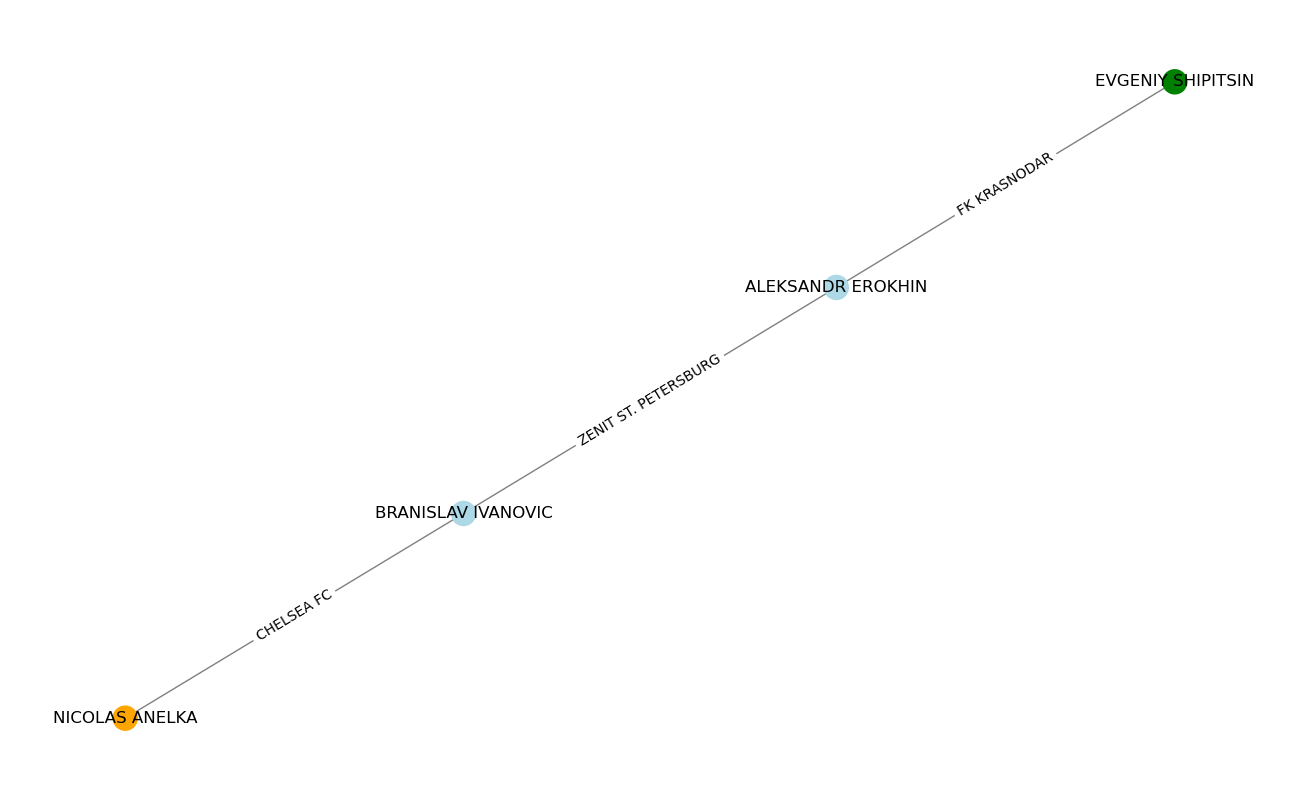 EVGENIY SHIPITSIN
FK KRASNODAR
ALEKSANDR EROKHIN
ZENIT ST. PETERSBURG
BRANISLAV IVANOVIC
CHELSEA FC
NICOLAS ANELKA